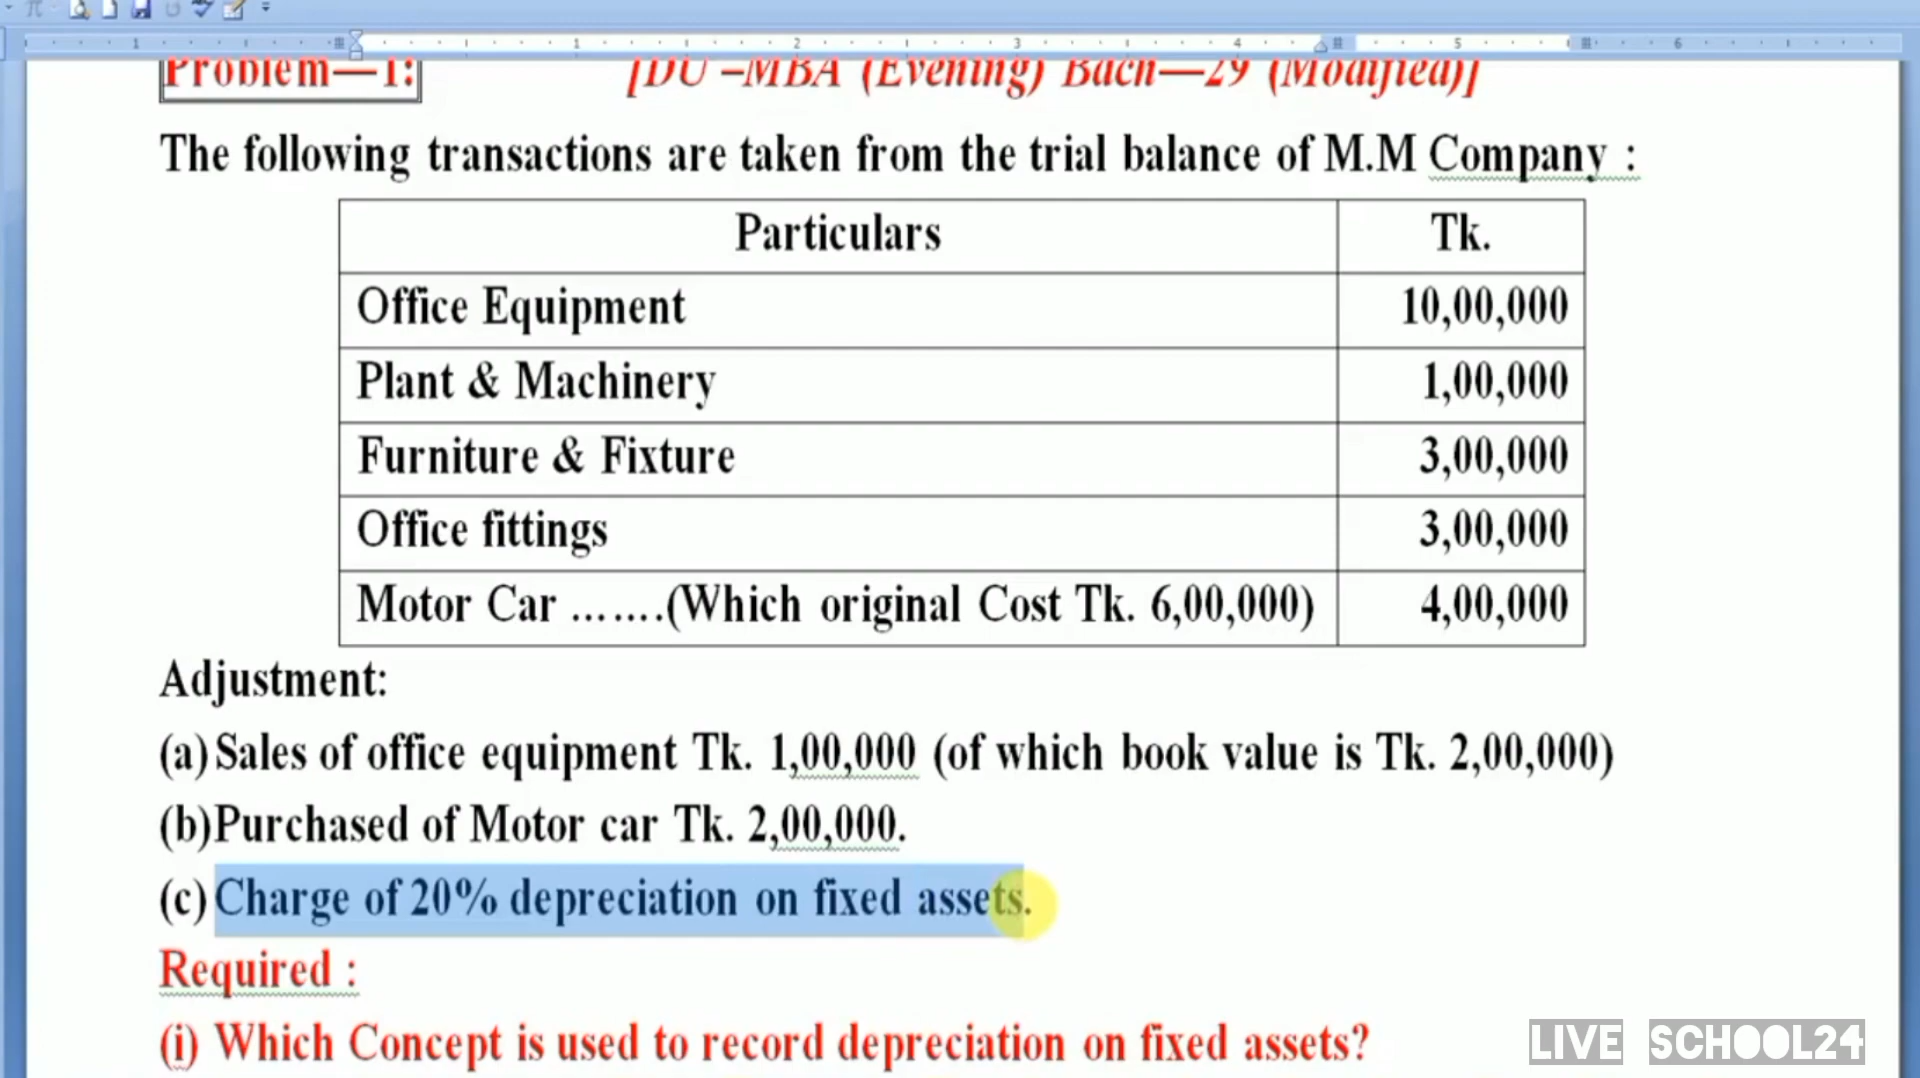 Problem—1: [DU –MBA (Evening) Bach—29 (Modified)]
The following transactions are taken from the trial balance of M.M Company :
Particulars Tk.
Office Equipment 10,00,000
Plant & Machinery 1,00,000
Furniture & Fixture 3,00,000
Office fittings 3,00,000
Motor Car …….(Which original Cost Tk. 6,00,000) 4,00,000
Adjustment:
(a) Sales of office equipment Tk. 1,00,000 (of which book value is Tk. 2,00,000)
(b) Purchased of Motor car Tk. 2,00,000.
(c) Charge of 20% depreciation on fixed assets.
Required :
(i) Which Concept is used to record depreciation on fixed assets?
LIVE SCHOOL24